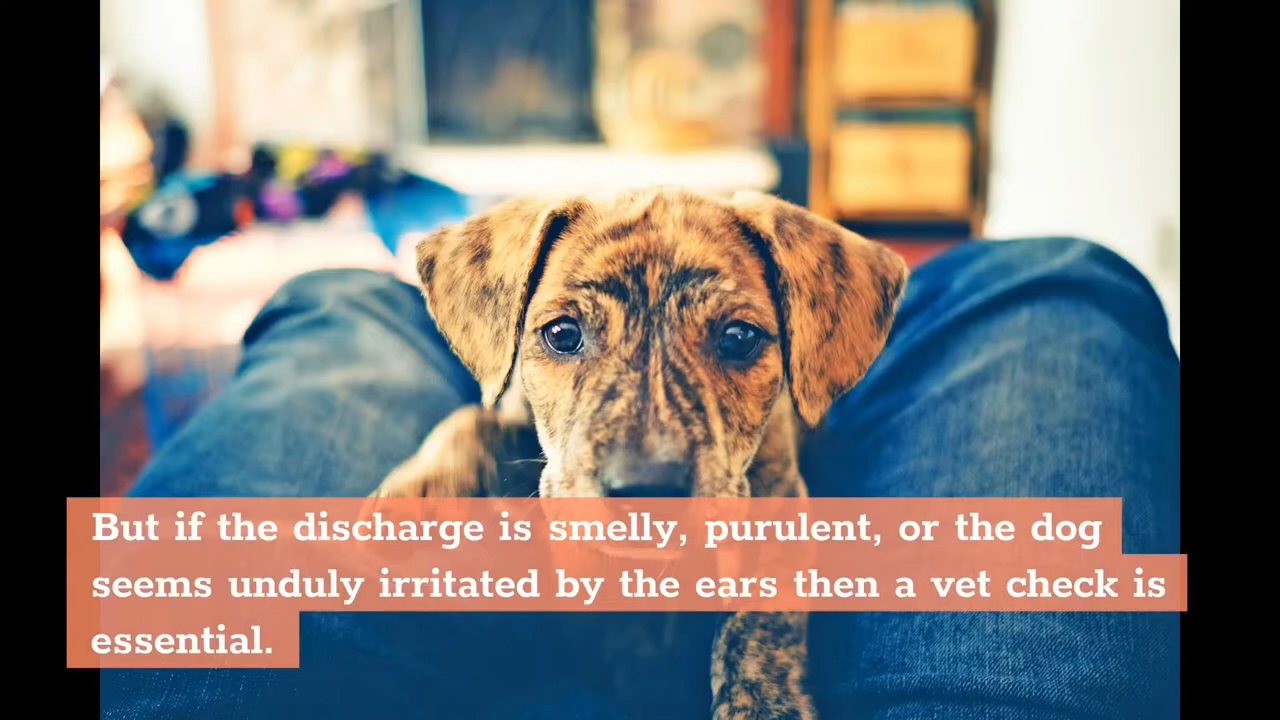 But if the discharge is smelly, purulent, or the dog
seems unduly irritated by the ears then a vet check is
essential.